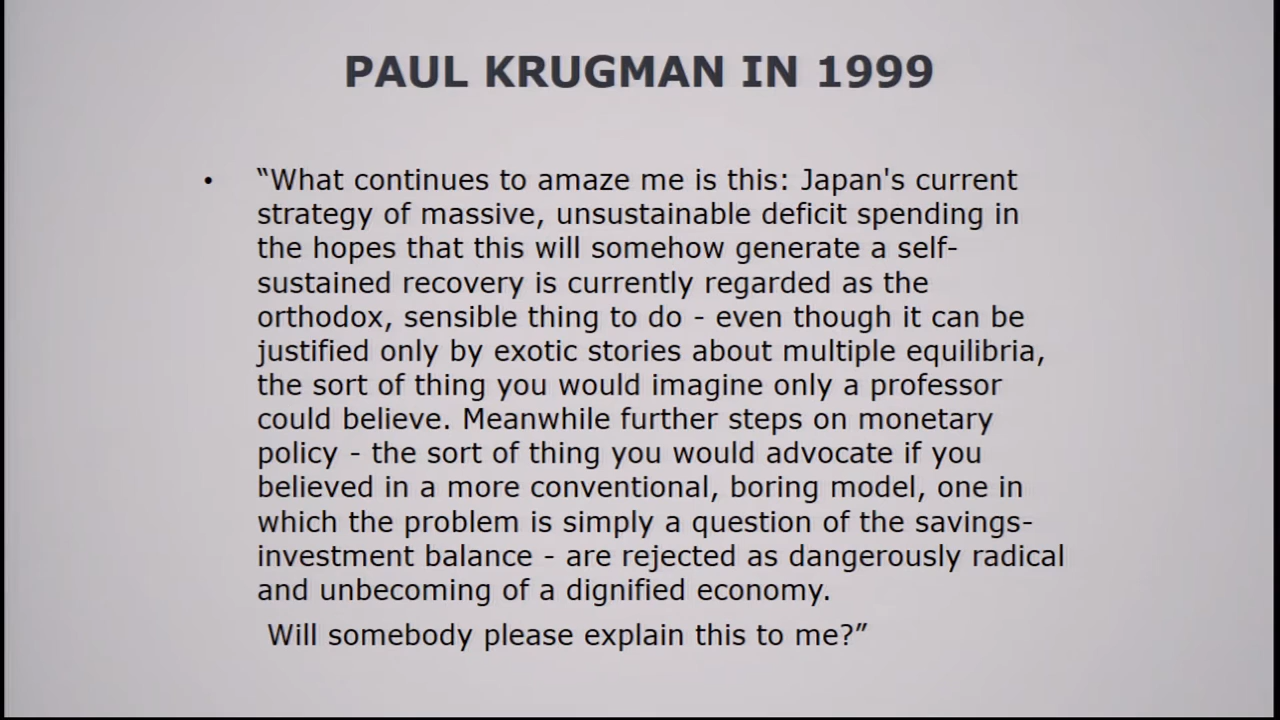 PAUL KRUGMAN IN 1999
• “What continues to amaze me is this: Japan's current
strategy of massive, unsustainable deficit spending in
the hopes that this will somehow generate a self-
sustained recovery is currently regarded as the
orthodox, sensible thing to do - even though it can be
justified only by exotic stories about multiple equilibria,
the sort of thing you would imagine only a professor
could believe. Meanwhile further steps on monetary
policy - the sort of thing you would advocate if you
believed in a more conventional, boring model, one in
which the problem is simply a question of the savings-
investment balance - are rejected as dangerously radical
and unbecoming of a dignified economy.
Will somebody please explain this to me?”